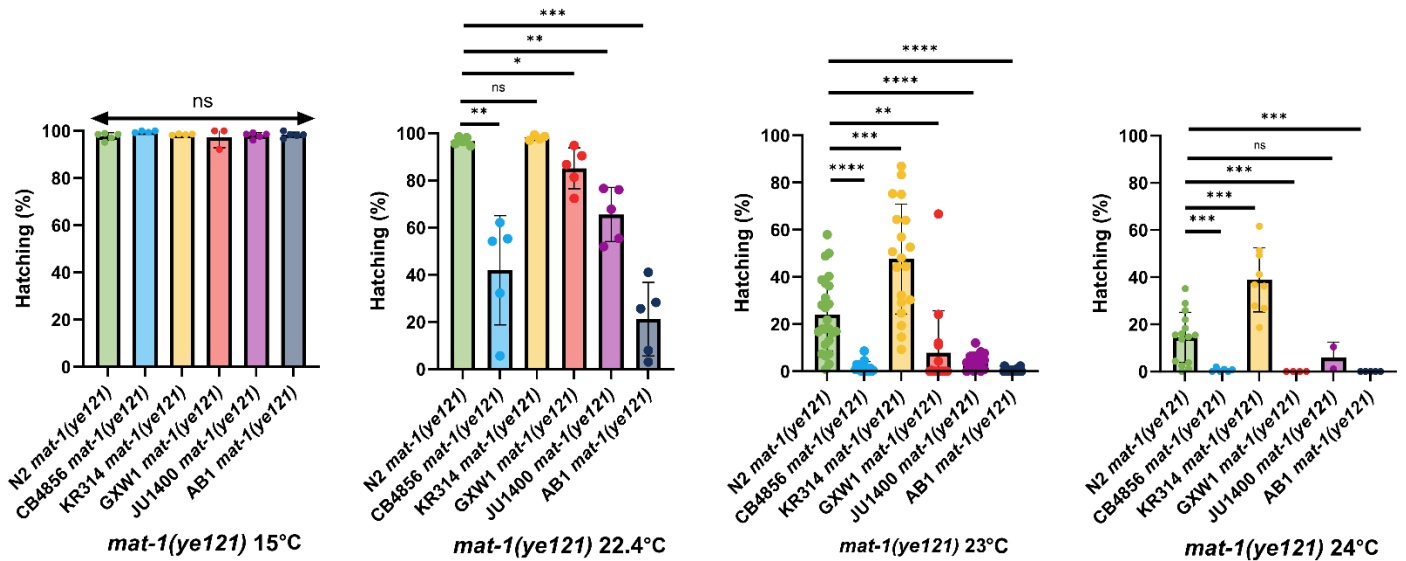 ns
Hatching (%)
100
80
60
40
20
0
N2 mat-1(ye121)
CB4856 mat-1(ye121)
KR314 mat-1(ye121)
GXW1 mat-1(ye121)
JU1400 mat-1(ye121)
AB1 mat-1(ye121)
mat-1(ye121) 15°C
***
**
*
ns
**
Hatching (%)
100
80
60
40
20
0
N2 mat-1(ye121)
CB4856 mat-1(ye121)
KR314 mat-1(ye121)
GXW1 mat-1(ye121)
JU1400 mat-1(ye121)
AB1 mat-1(ye121)
mat-1(ye121) 22.4°C
****
****
**
***
****
Hatching (%)
100
80
60
40
20
0
N2 mat-1(ye121)
CB4856 mat-1(ye121)
KR314 mat-1(ye121)
GXW1 mat-1(ye121)
JU1400 mat-1(ye121)
AB1 mat-1(ye121)
mat-1(ye121) 23°C
***
ns
***
***
***
Hatching (%)
100
80
60
40
20
0
N2 mat-1(ye121)
CB4856 mat-1(ye121)
KR314 mat-1(ye121)
GXW1 mat-1(ye121)
JU1400 mat-1(ye121)
AB1 mat-1(ye121)
mat-1(ye121) 24°C